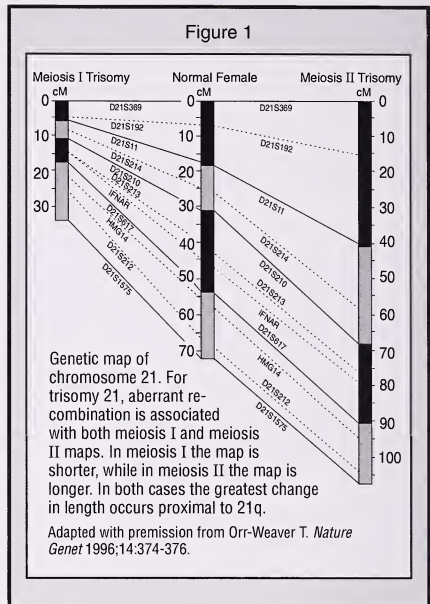 Figure 1
Meiosis I Trisomy
Normal Female
Meiosis II Trisomy
cM
cM
cM
0
10
20
30
0
10
20
30
40
50
60
70
0
10
20
30
40
50
60
70
80
90
100
D21S369
D21S192
D21S11
D21S214
D21S210
D21S213
IFNAR
D21S617
HMG14
D21S212
D21S1575
D21S369
D21S192
D21S11
D21S214
D21S210
D21S213
IFNAR
D21S617
HMG14
D21S212
D21S1575
Genetic map of
chromosome 21. For
trisomy 21, aberrant re-
combination is associated
with both meiosis I and meiosis
II maps. In meiosis I the map is
shorter, while in meiosis II the map is
longer. In both cases the greatest change
in length occurs proximal to 21q.
Adapted with premission from Orr-Weaver T. Nature
Genet 1996;14:374-376.